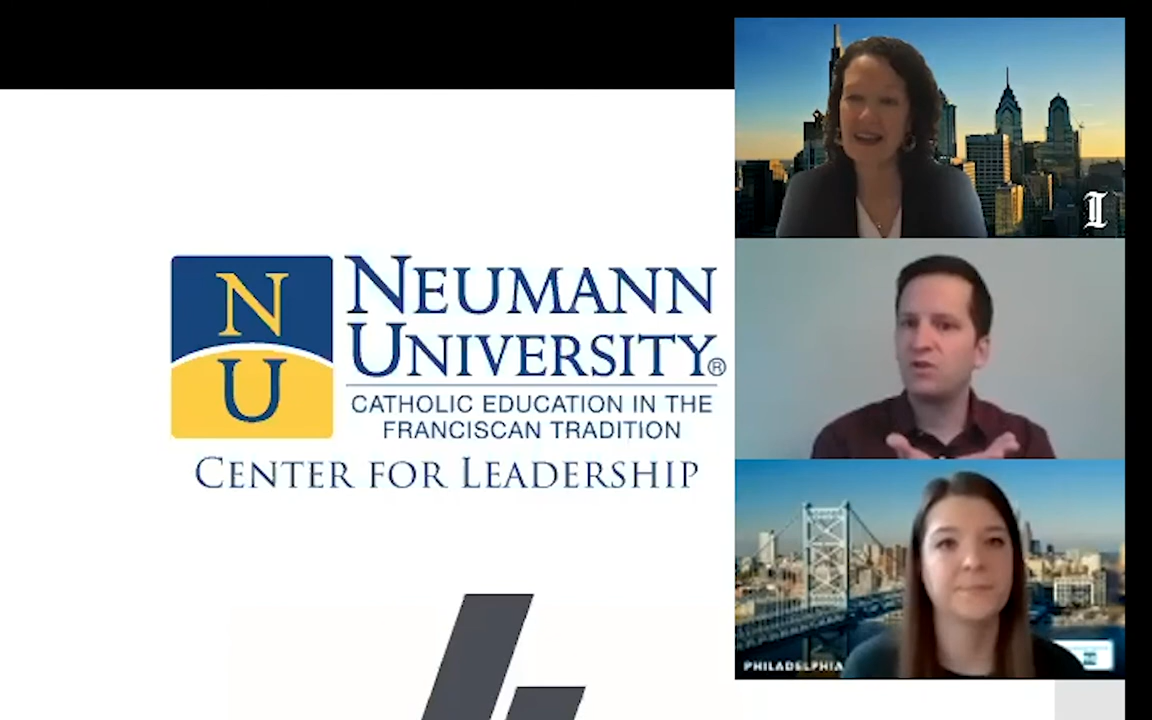 N
U
NEUMANN
UNIVERSITY®
CATHOLIC EDUCATION IN THE
FRANCISCAN TRADITION
CENTER FOR LEADERSHIP
I
PHILADELPHIA